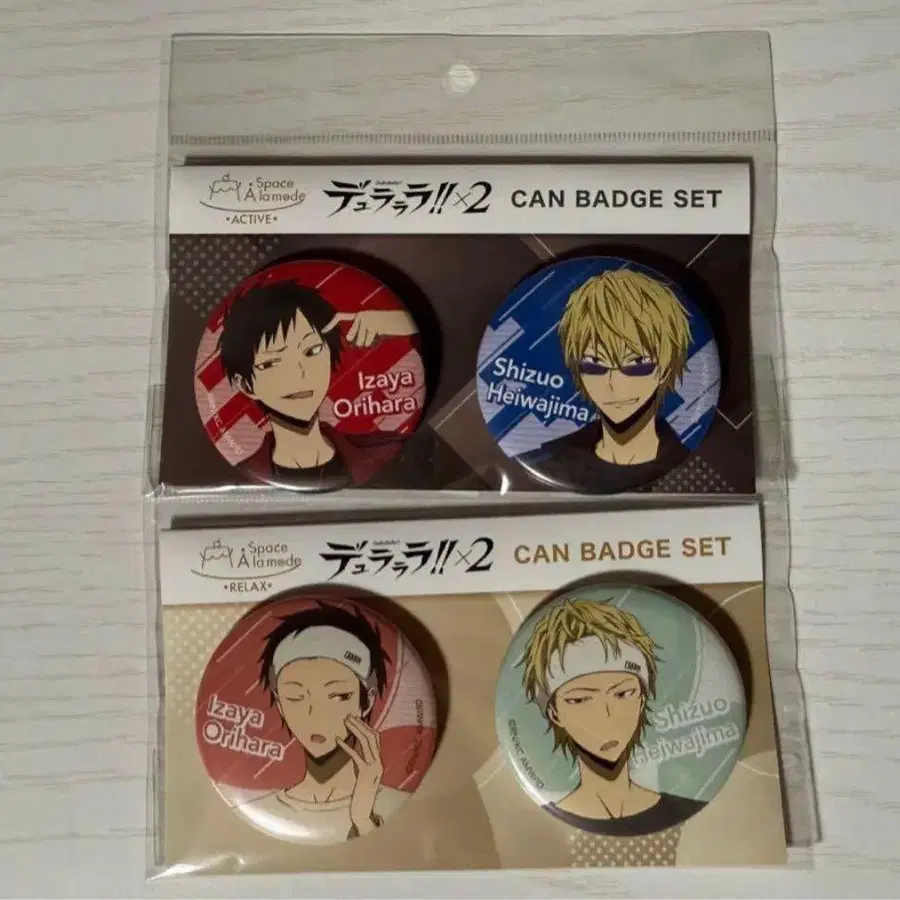 Space
À la mode
•ACTIVE•
デュラララ!!×2
CAN BADGE SET
Izaya
Orihara
Shizuo
Heiwajima
Space
À la mode
•RELAX•
デュラララ!!×2
CAN BADGE SET
Izaya
Orihara
Shizuo
Heiwajima